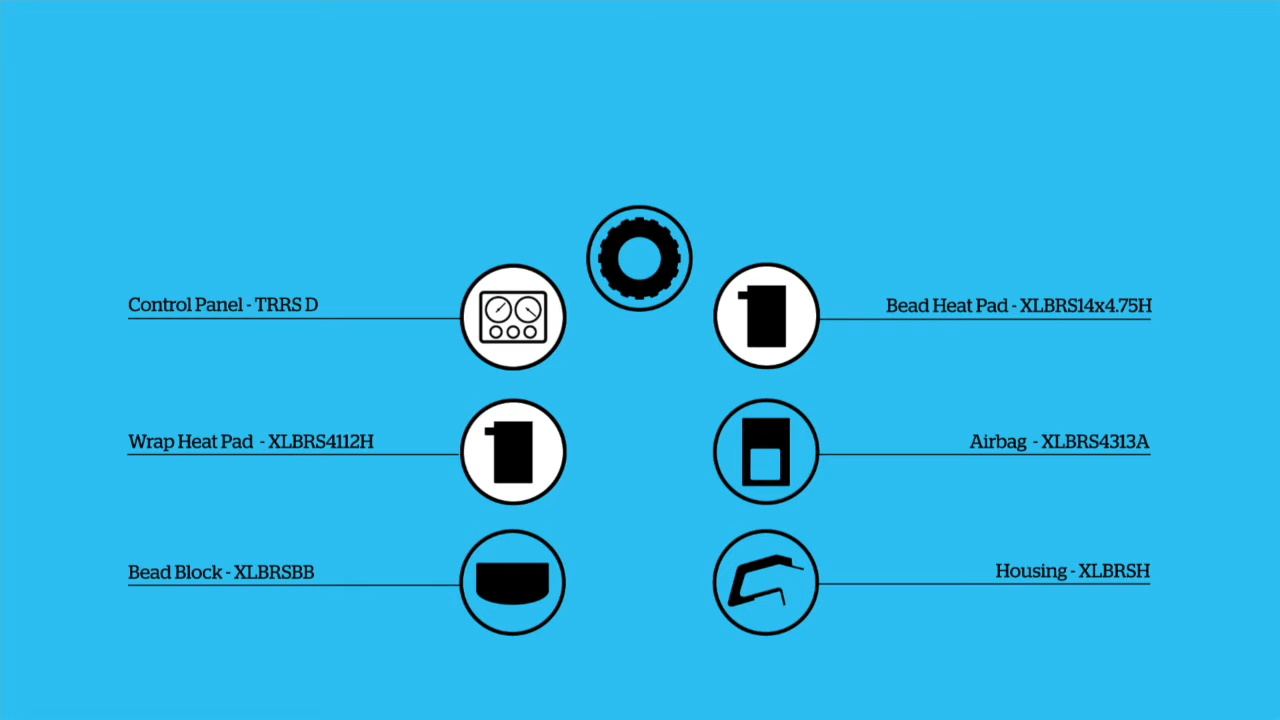 Control Panel - TRRS D
Bead Heat Pad - XLBRS14x4.75H
Wrap Heat Pad - XLBRS4112H
Airbag - XLBRS4313A
Bead Block - XLBRSBB
Housing - XLBRSH